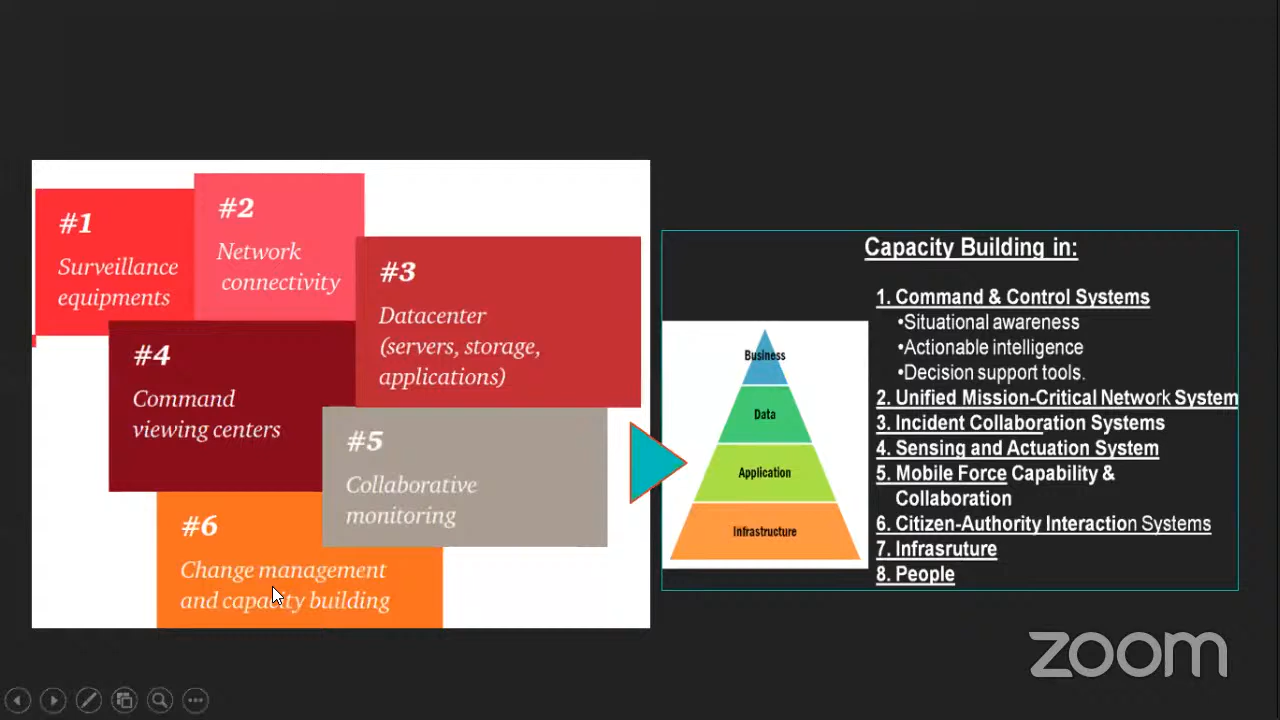 #1
Surveillance
equipments
#2
Network
connectivity
#3
Datacenter
(servers, storage,
applications)
#4
Command
viewing centers
#5
Collaborative
monitoring
#6
Change management
and capacity building
Business
Data
Application
Infrastructure
Capacity Building in:
1. Command & Control Systems
•Situational awareness
•Actionable intelligence
•Decision support tools.
2. Unified Mission-Critical Network System
3. Incident Collaboration Systems
4. Sensing and Actuation System
5. Mobile Force Capability &
Collaboration
6. Citizen-Authority Interaction Systems
7. Infrasruture
8. People
zoom